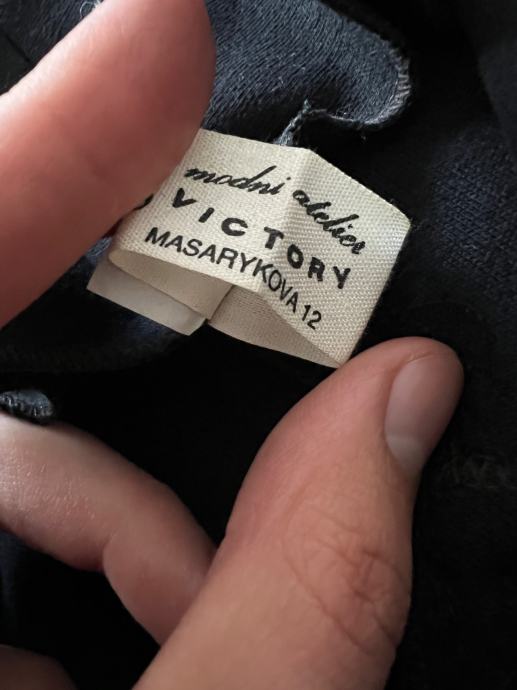 modni atelier
VICTORY
MASARYKOVA 12